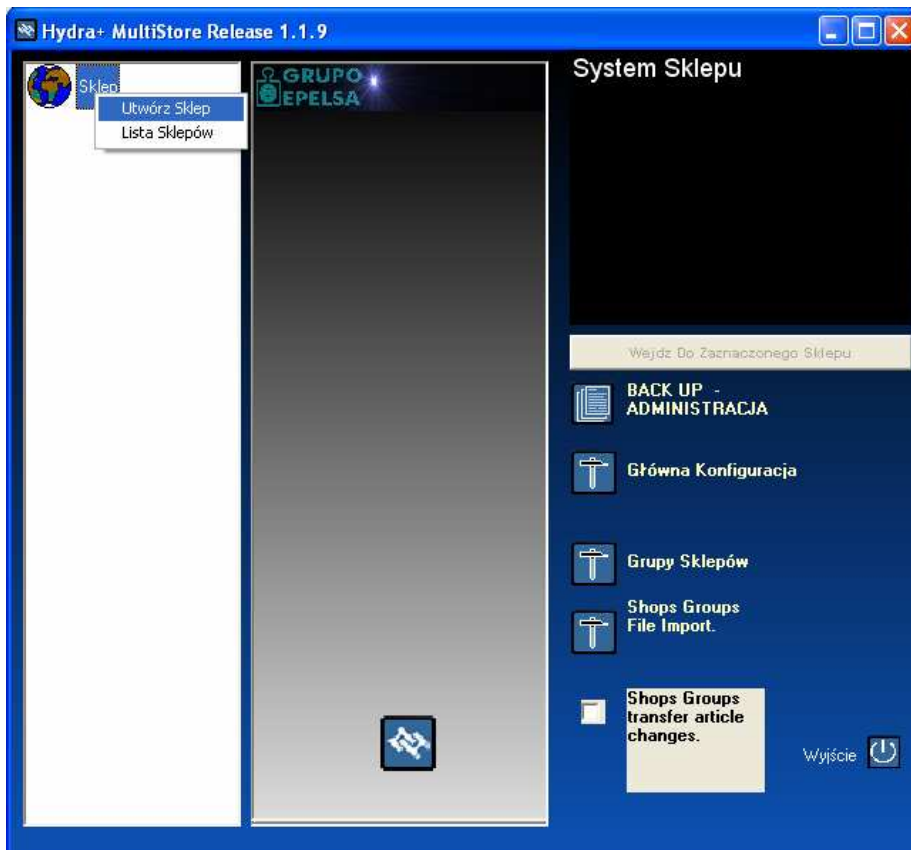 Hydra+ MultiStore Release 1.1.9
Sklep
Utwórz Sklep
Lista Sklepów
GRUPO
EPELSA
System Sklepu
Wejdz Do Zaznaczonego Sklepu
BACK UP -
ADMINISTRACJA
Główna Konfiguracja
Grupy Sklepów
Shops Groups
File Import.
Shops Groups
transfer article
changes.
Wyjście